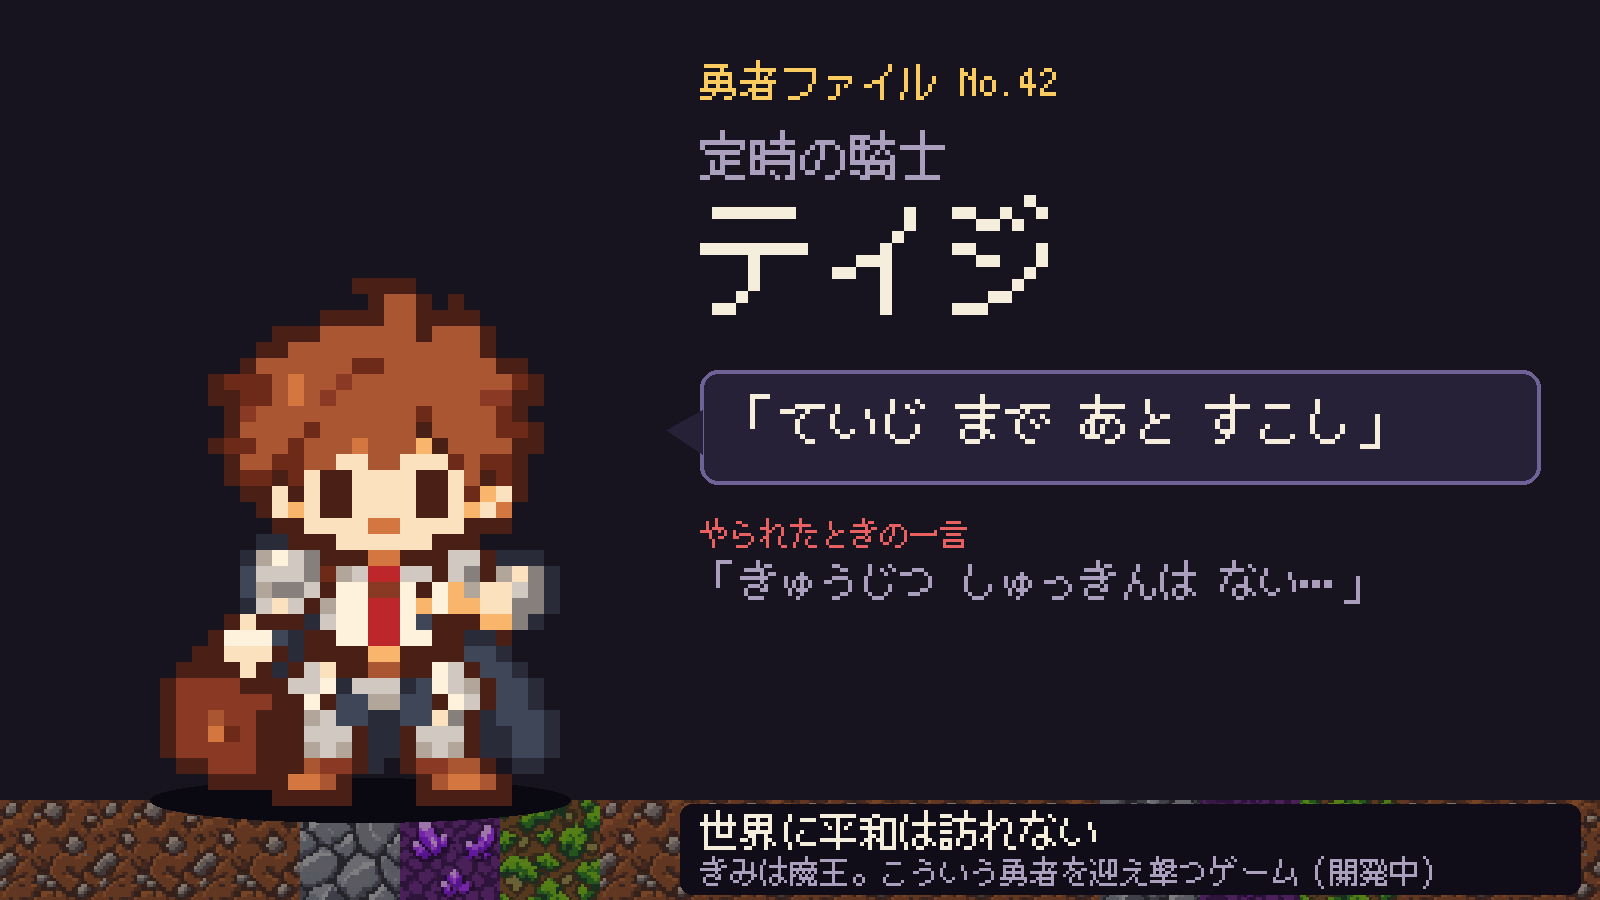 勇者ファイル No.42
定時の騎士
テイジ
「ていじ まで あと すこし」
やられたときの一言
「きゅうじつ しゅっきんは ない…」
世界に平和は訪れない
きみは魔王。こういう勇者を迎え撃つゲーム(開発中)